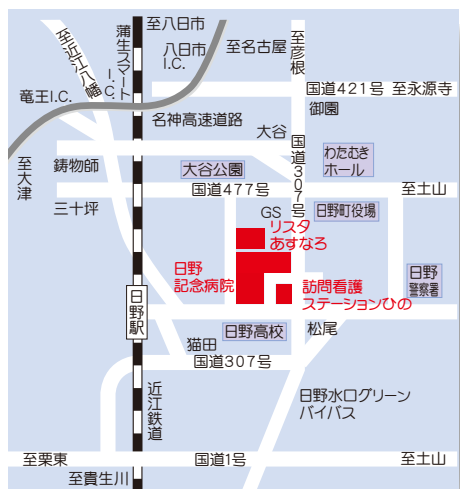 至八日市
八日市
I.C.
至名古屋
至彦根
至近江八幡
蒲生スマート
I.C.
竜王I.C.
国道421号
至永源寺
御園
名神高速道路
大谷
国道307号
わたむき
ホール
至大津
鋳物師
大谷公園
国道477号
至土山
三十坪
GS
日野町役場
リスタ
あすなろ
日野
記念病院
日野
警察署
訪問看護
ステーションひの
日野駅
日野高校
松尾
猫田
国道307号
近江鉄道
日野水口グリーン
バイパス
至栗東
国道1号
至土山
至貴生川